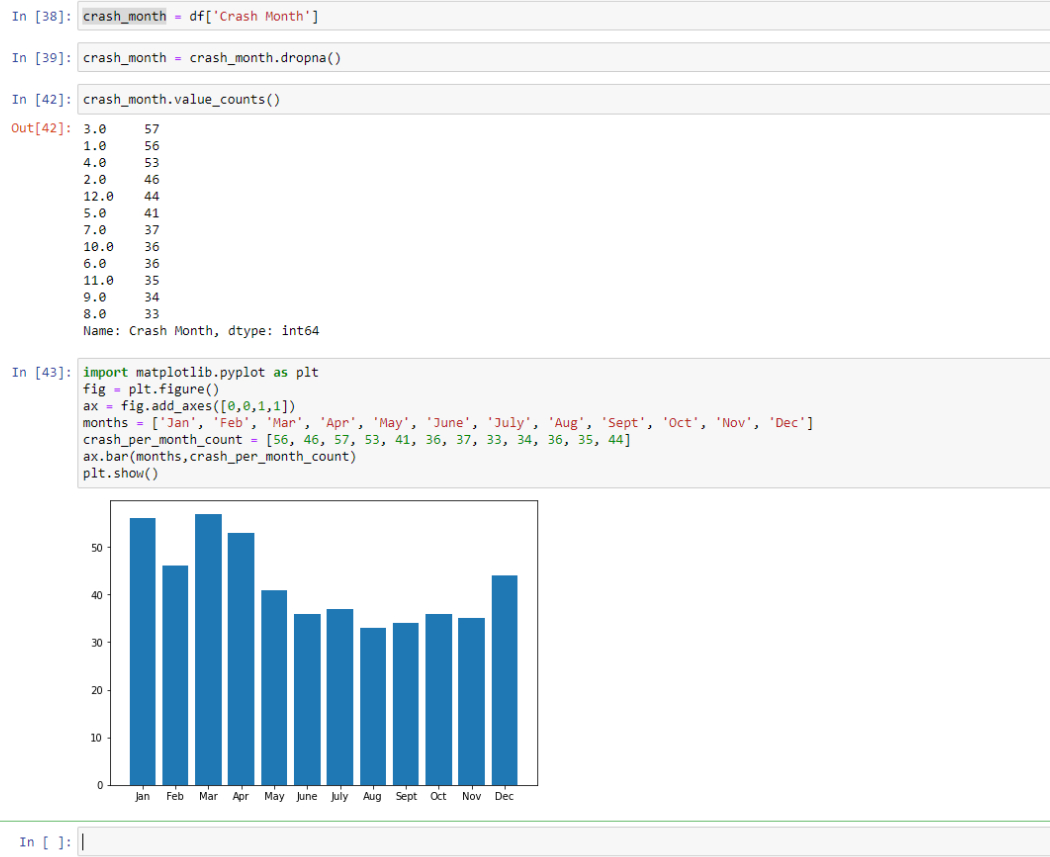 In [38]: crash_month = df['Crash Month']
In [39]: crash_month = crash_month.dropna()
In [42]: crash_month.value_counts()
Out[42]: 3.0 57
1.0 56
4.0 53
2.0 46
12.0 44
5.0 41
7.0 37
10.0 36
6.0 36
11.0 35
9.0 34
8.0 33
Name: Crash Month, dtype: int64
In [43]: import matplotlib.pyplot as plt
fig = plt.figure()
ax = fig.add_axes([0,0,1,1])
months = ['Jan', 'Feb', 'Mar', 'Apr', 'May', 'June', 'July', 'Aug', 'Sept', 'Oct', 'Nov', 'Dec']
crash_per_month_count = [56, 46, 57, 53, 41, 36, 37, 33, 34, 36, 35, 44]
ax.bar(months,crash_per_month_count)
plt.show()
50
40
30
20
10
0
Jan Feb Mar Apr May June July Aug Sept Oct Nov Dec
In [ ]: